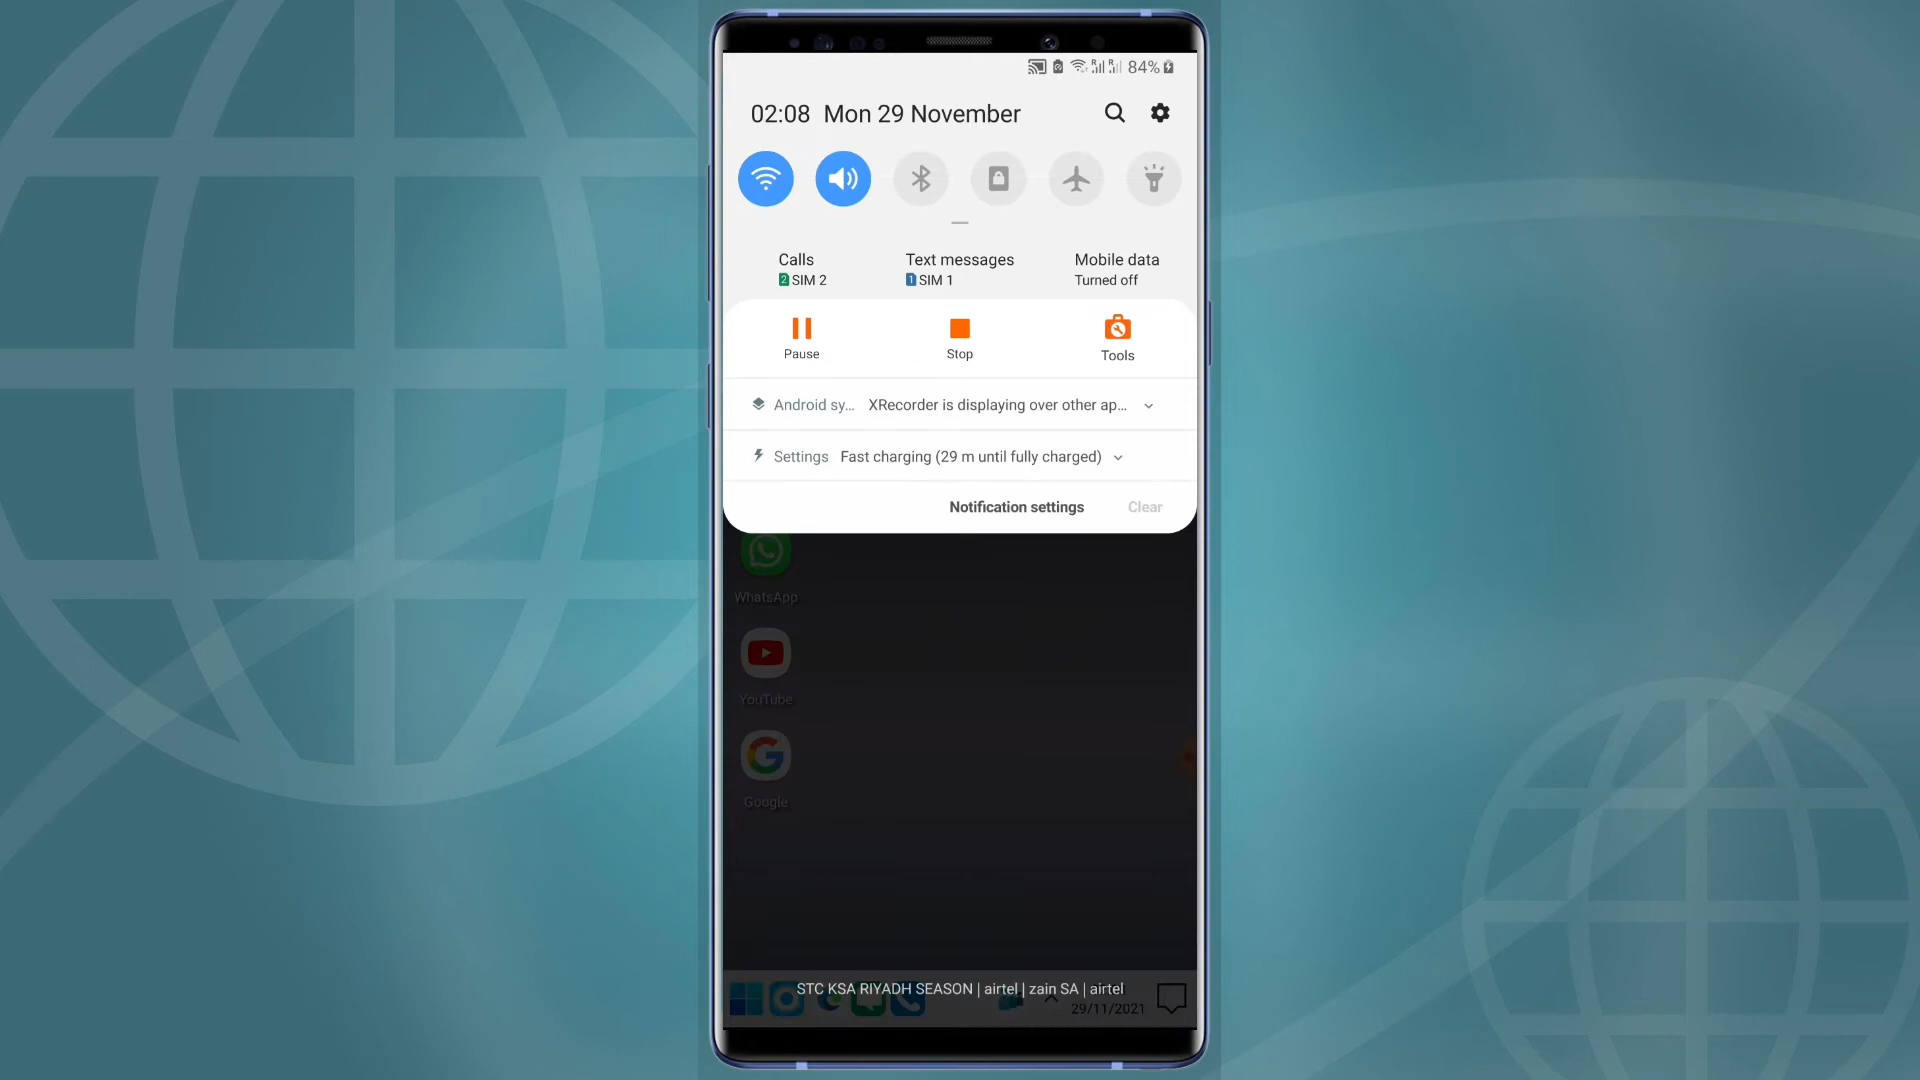 84%
02:08 Mon 29 November
Calls
2 SIM 2
Text messages
1 SIM 1
Mobile data
Turned off
Pause
Stop
Tools
Android sy... XRecorder is displaying over other ap...
Settings Fast charging (29 m until fully charged)
Notification settings Clear
WhatsApp
YouTube
Google
STC KSA RIYADH SEASON | airtel | zain SA | airtel
29/11/2021